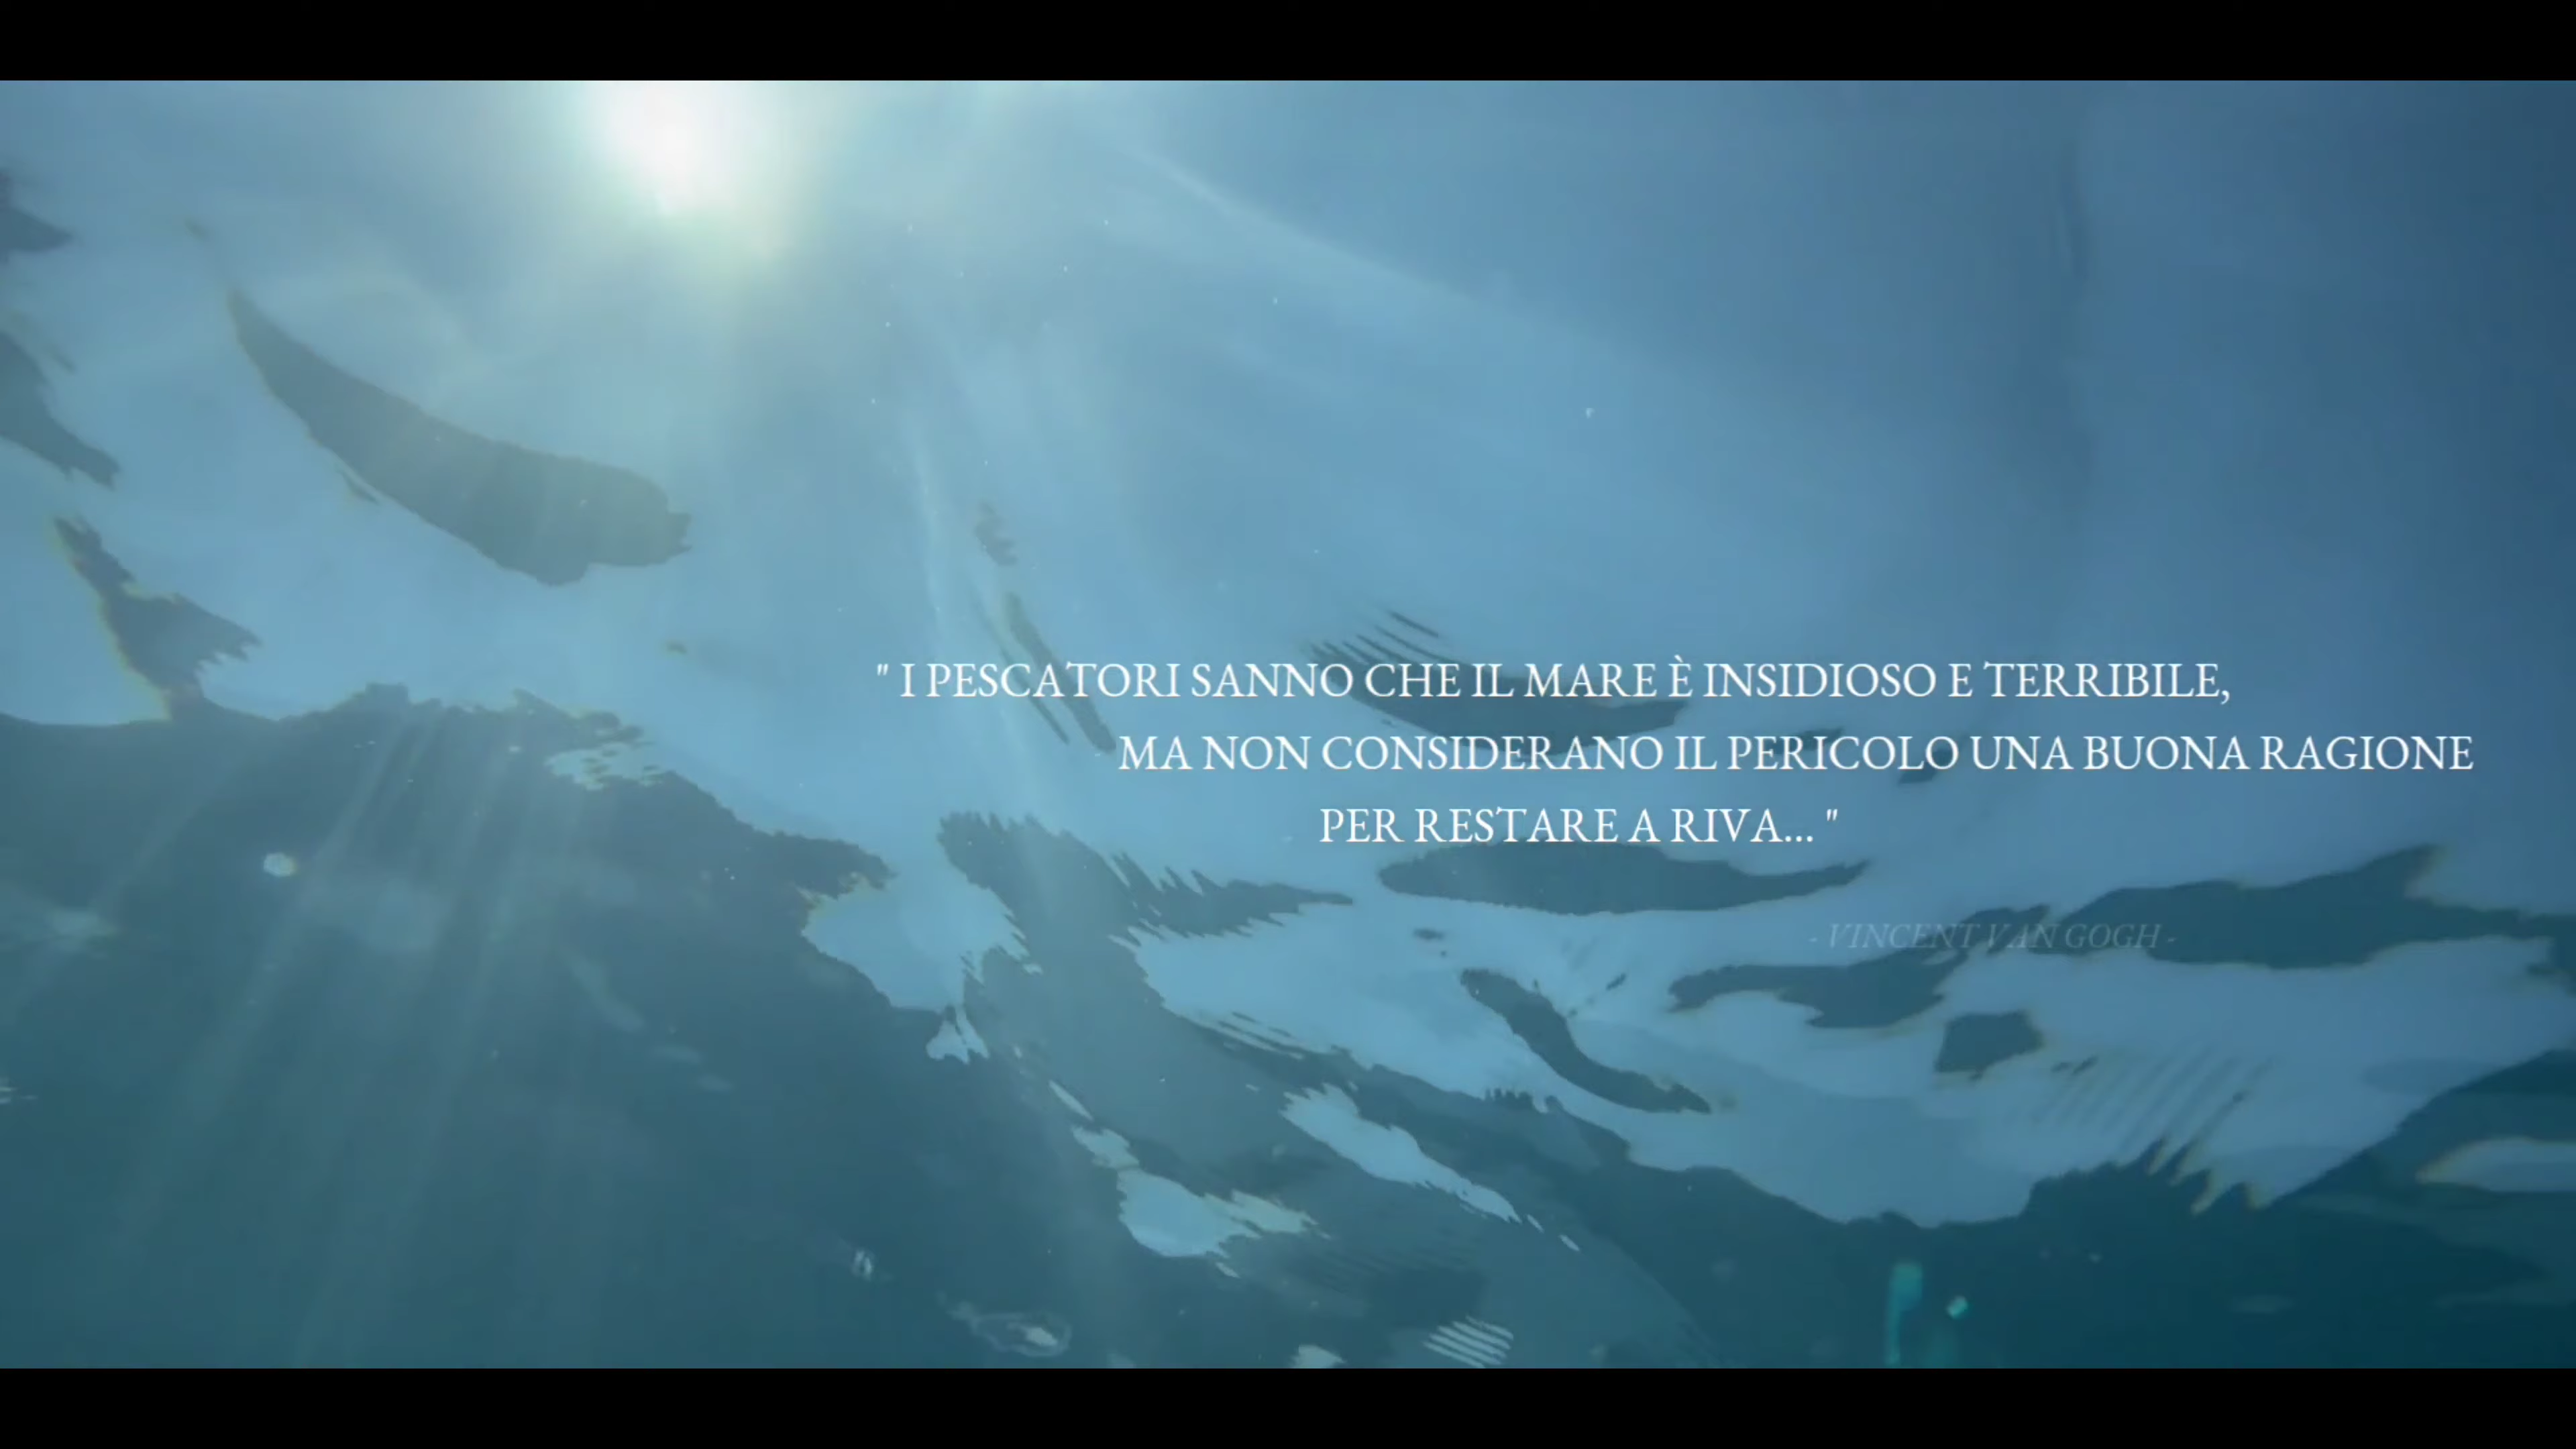 " I PESCATORI SANNO CHE IL MARE È INSIDIOSO E TERRIBILE,
MA NON CONSIDERANO IL PERICOLO UNA BUONA RAGIONE
PER RESTARE A RIVA... "
- VINCENT VAN GOGH -